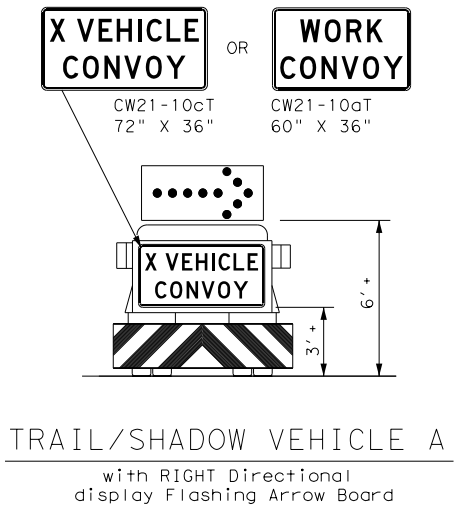 X VEHICLE
CONVOY
OR
WORK
CONVOY
CW21-10cT
72" X 36"
CW21-10aT
60" X 36"
X VEHICLE
CONVOY
3' +
6' +
TRAIL/SHADOW VEHICLE A
with RIGHT Directional
display Flashing Arrow Board